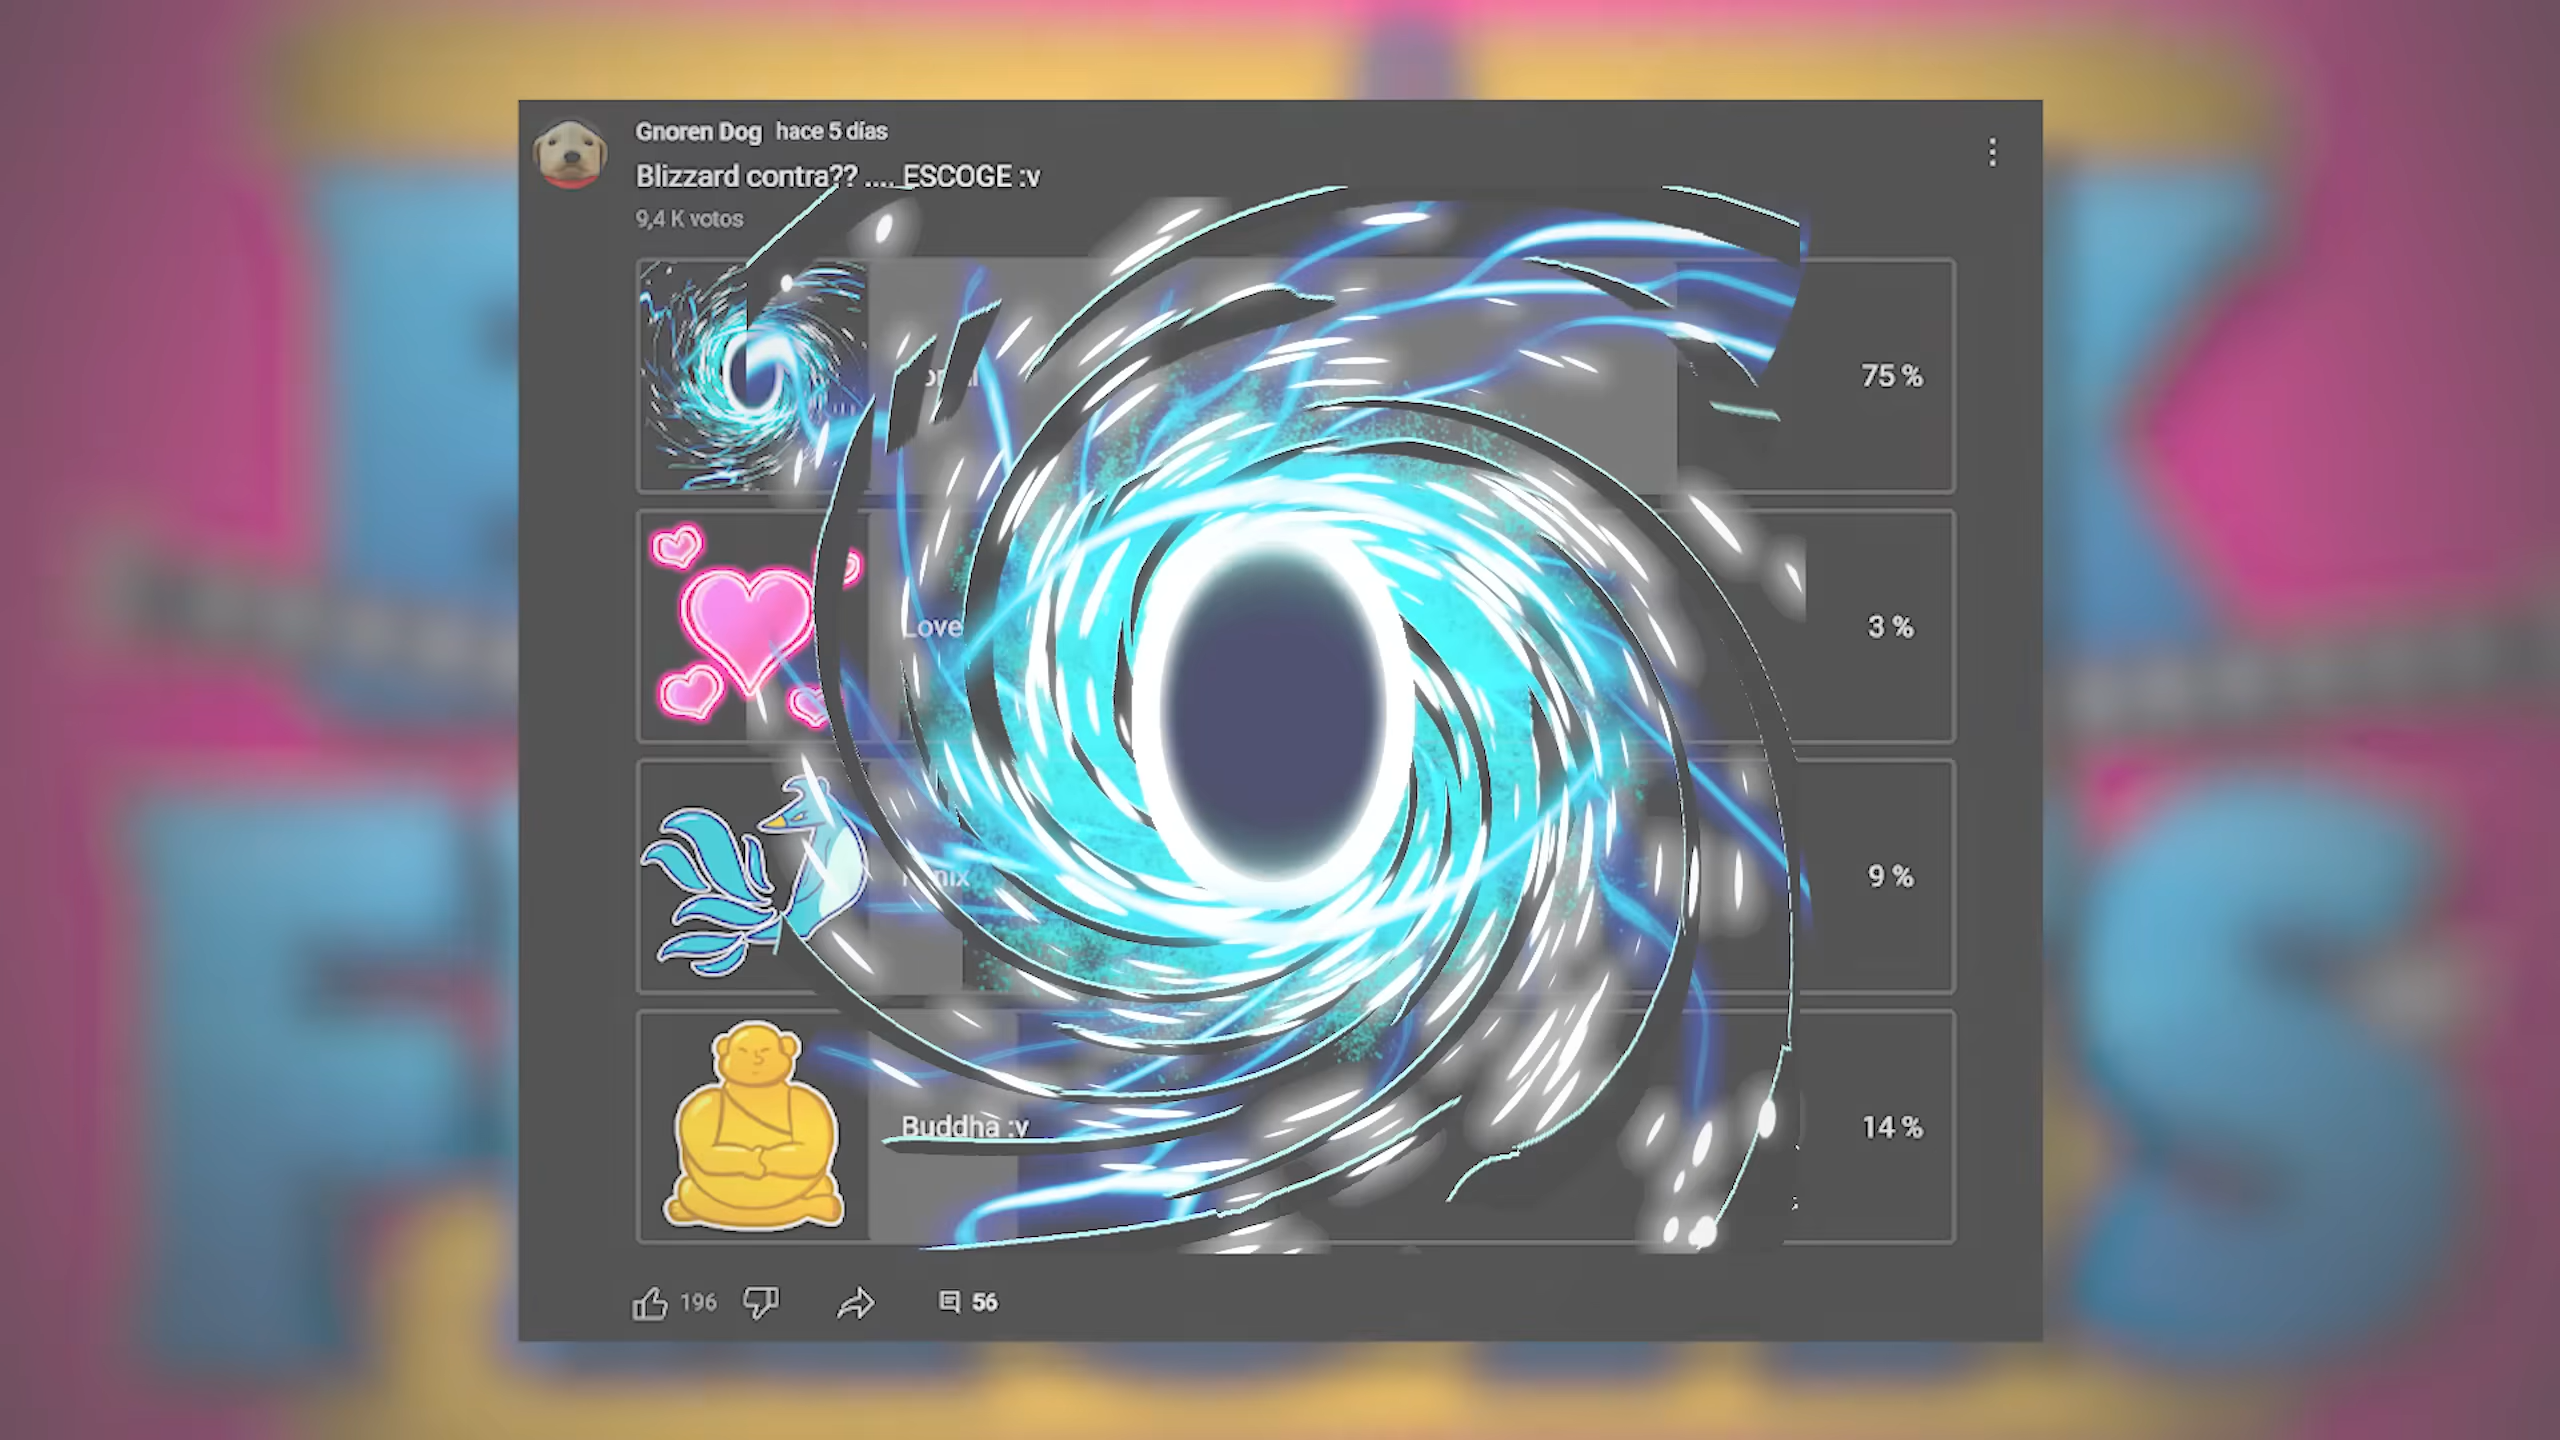 Gnoren Dog hace 5 días
Blizzard contra?? .... ESCOGE :v
9,4 K votos
75 %
Love
3 %
9 %
Buddha :v
14 %
196
56